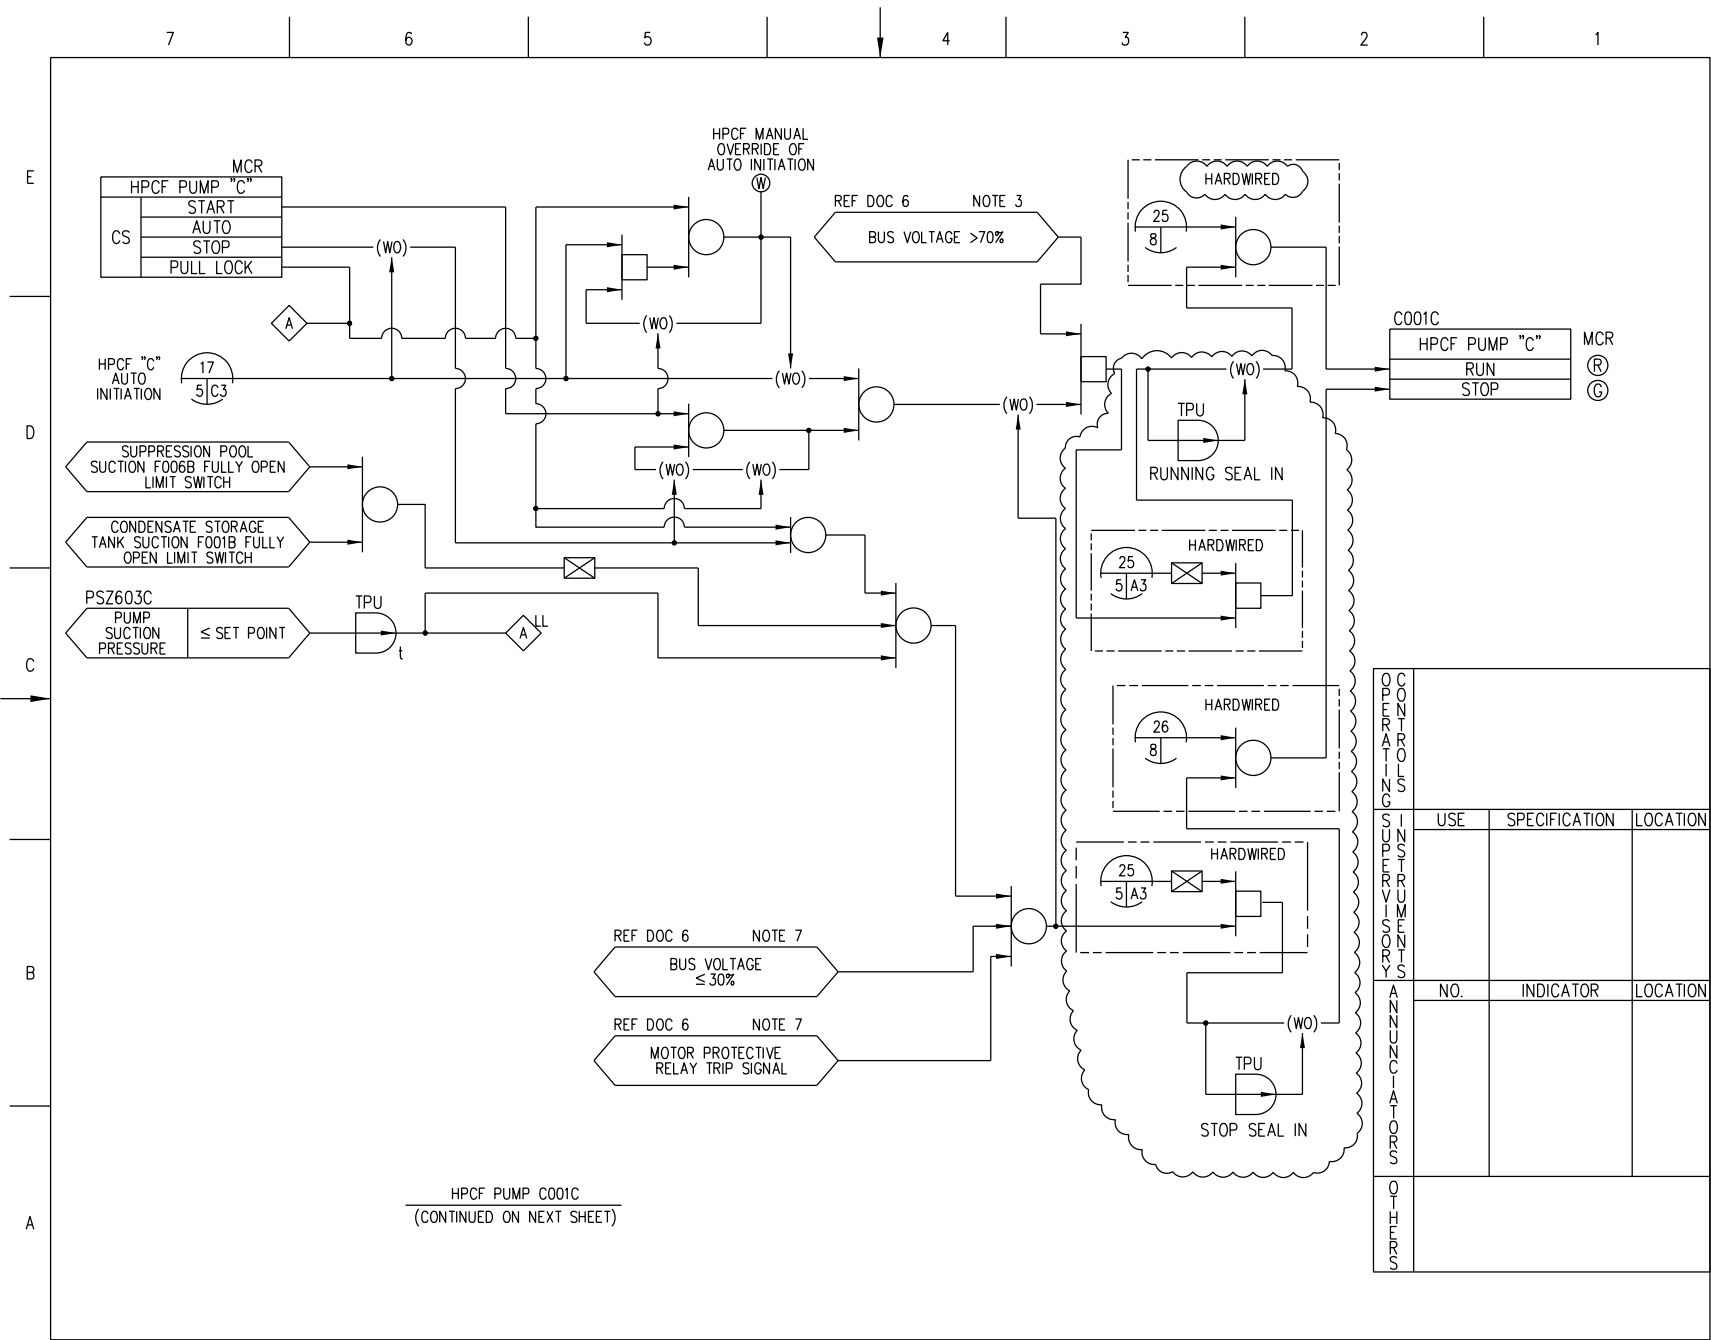 7 6 5 4 3 2 1
E
D
C
B
A
MCR
HPCF PUMP "C"
CS
START
AUTO
STOP
PULL LOCK
(WO)
HPCF MANUAL
OVERRIDE OF
AUTO INITIATION
W
(WO)
(WO)
REF DOC 6 NOTE 3
BUS VOLTAGE >70%
HARDWIRED
25
8
A
HPCF "C"
AUTO
INITIATION
17
5 C3
(WO)
(WO)
(WO)
(WO)
TPU
RUNNING SEAL IN
C001C
HPCF PUMP "C"
RUN
STOP
MCR
R
G
SUPPRESSION POOL
SUCTION F006B FULLY OPEN
LIMIT SWITCH
CONDENSATE STORAGE
TANK SUCTION F001B FULLY
OPEN LIMIT SWITCH
PSZ603C
PUMP
SUCTION
PRESSURE
≤ SET POINT
TPU
t
A
LL
HARDWIRED
25
5 A3
HARDWIRED
26
8
HARDWIRED
25
5 A3
REF DOC 6 NOTE 7
BUS VOLTAGE
≤30%
REF DOC 6 NOTE 7
MOTOR PROTECTIVE
RELAY TRIP SIGNAL
(WO)
TPU
STOP SEAL IN
HPCF PUMP C001C
(CONTINUED ON NEXT SHEET)
OPERATING
CONTROLS
SUPERVISORY
INSTRUMENTS
USE SPECIFICATION LOCATION
ANNUNCIATORS
NO. INDICATOR LOCATION
OTHERS